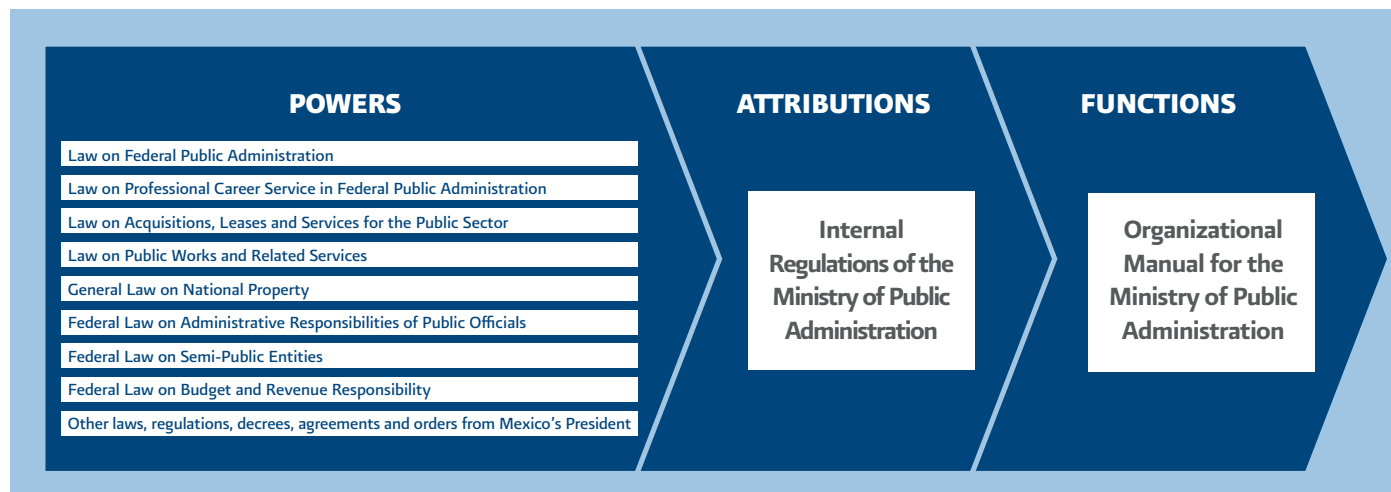 POWERS
Law on Federal Public Administration
Law on Professional Career Service in Federal Public Administration
Law on Acquisitions, Leases and Services for the Public Sector
Law on Public Works and Related Services
General Law on National Property
Federal Law on Administrative Responsibilities of Public Officials
Federal Law on Semi-Public Entities
Federal Law on Budget and Revenue Responsibility
Other laws, regulations, decrees, agreements and orders from Mexico's President
ATTRIBUTIONS
Internal
Regulations of the
Ministry of Public
Administration
FUNCTIONS
Organizational
Manual for the
Ministry of Public
Administration